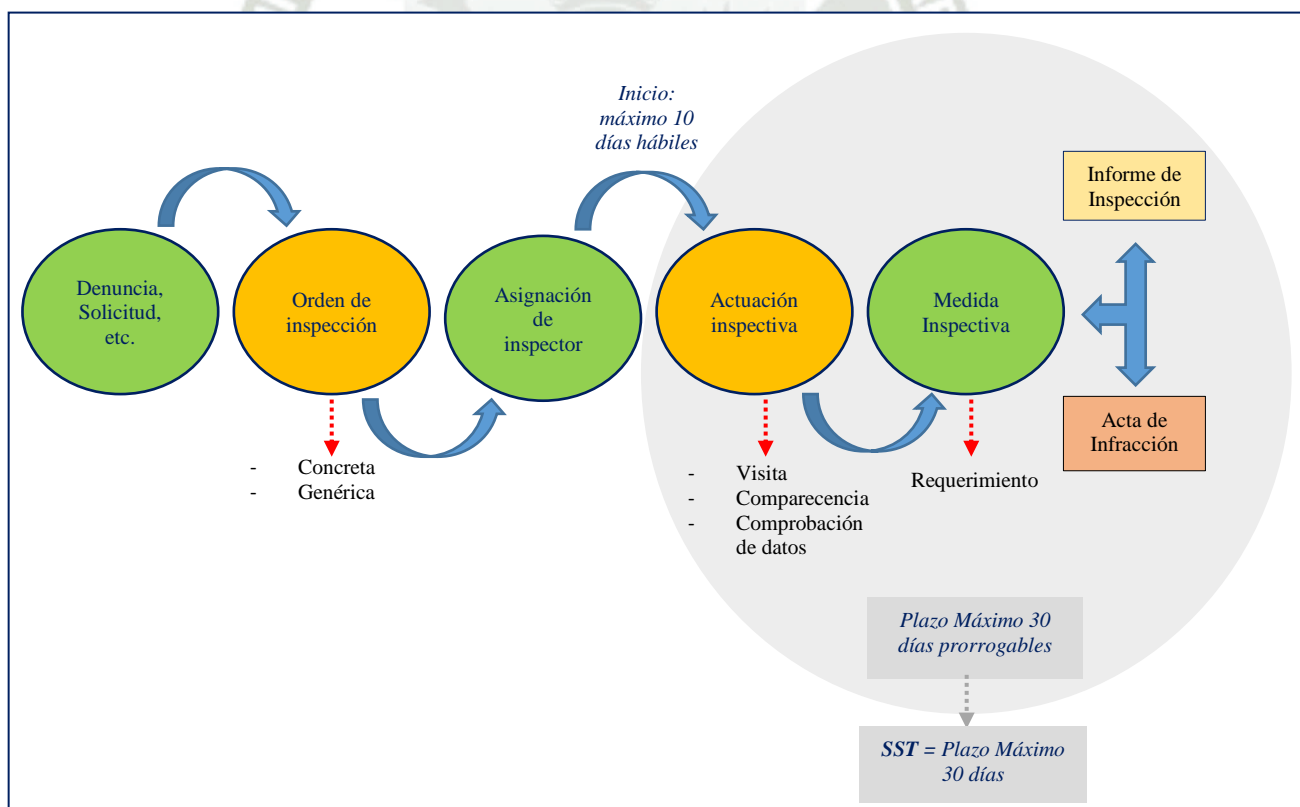 Inicio:
máximo 10
días hábiles
Denuncia,
Solicitud,
etc.
Orden de
inspección
Asignación
de
inspector
Actuación
inspectiva
Medida
Inspectiva
Informe de
Inspección
Acta de
Infracción
- Concreta
- Genérica
- Visita
- Comparecencia
- Comprobación
de datos
Requerimiento
Plazo Máximo 30
días prorrogables
SST = Plazo Máximo
30 días